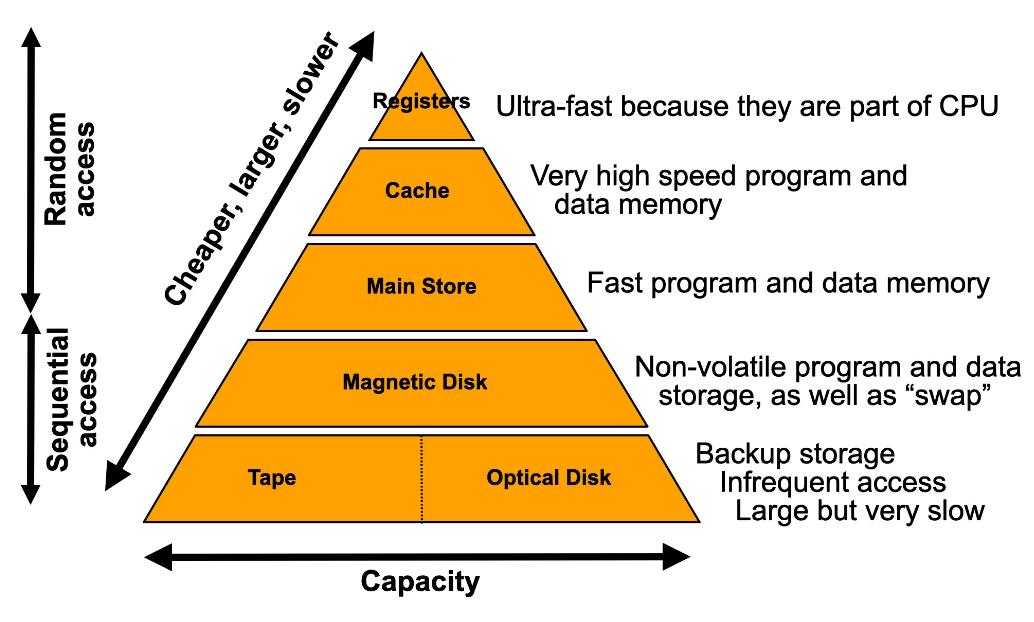 Random
access
Sequential
access
Cheaper, larger, slower
Registers
Ultra-fast because they are part of CPU
Cache
Very high speed program and
data memory
Main Store
Fast program and data memory
Magnetic Disk
Non-volatile program and data
storage, as well as “swap”
Tape
Optical Disk
Backup storage
Infrequent access
Large but very slow
Capacity